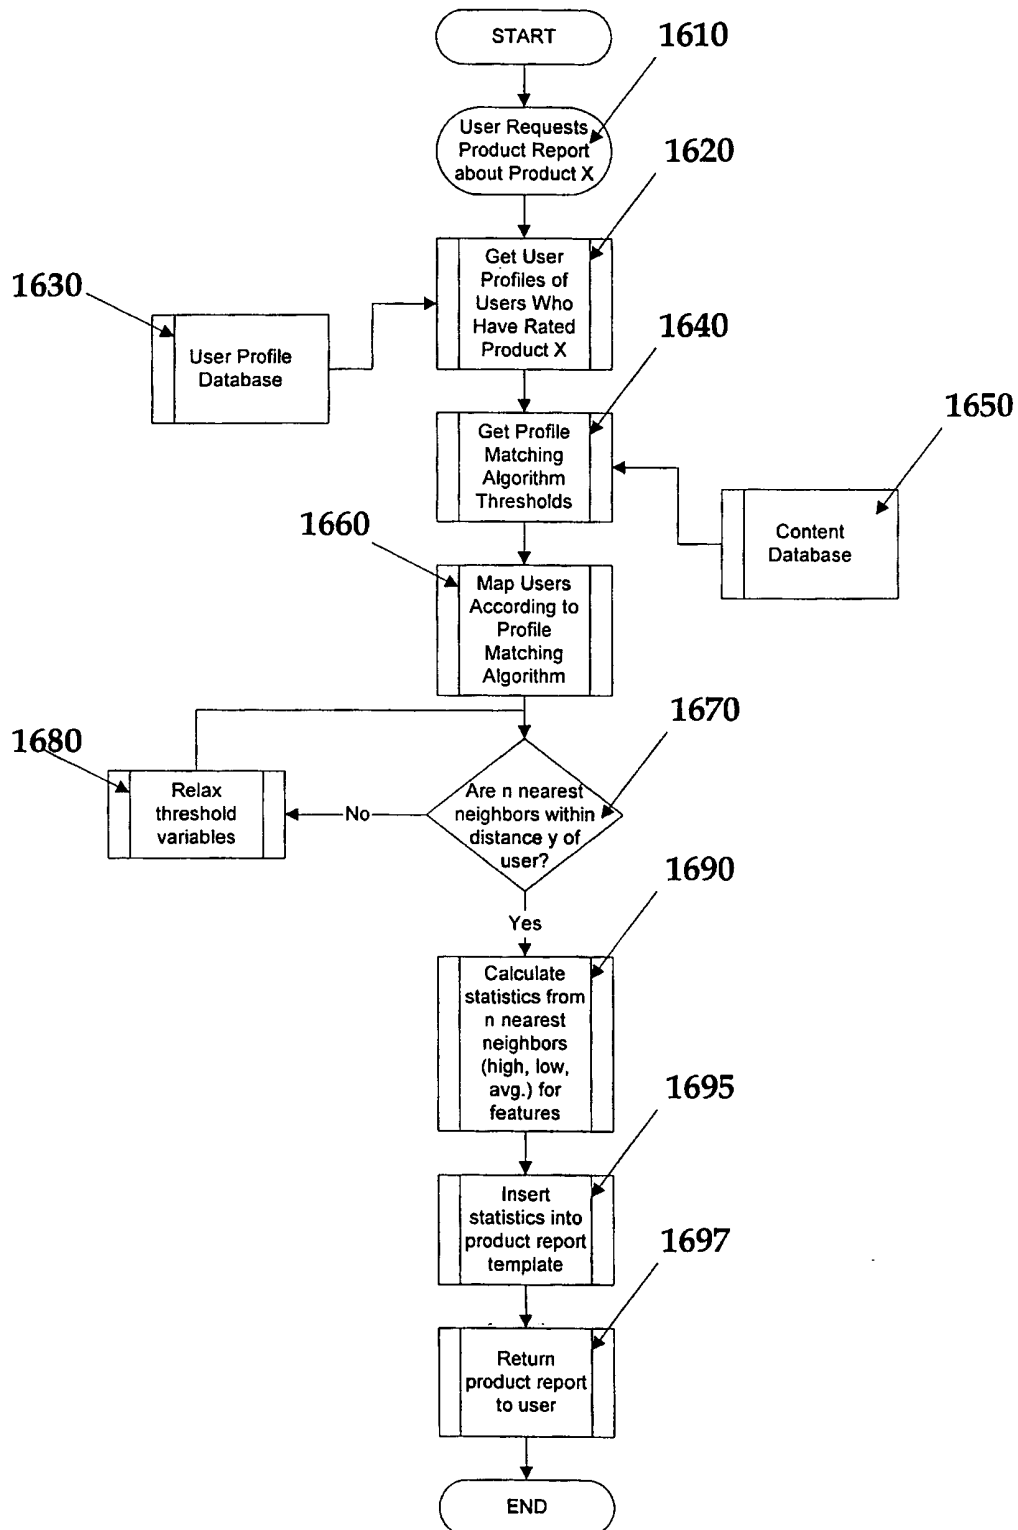 START
1610
User Requests
Product Report
about Product X
1620
Get User
Profiles of
Users Who
Have Rated
Product X
1630
User Profile
Database
1640
Get Profile
Matching
Algorithm
Thresholds
1650
Content
Database
1660
Map Users
According to
Profile
Matching
Algorithm
1670
Are n nearest
neighbors within
distance y of
user?
1680
Relax
threshold
variables
No
Yes
1690
Calculate
statistics from
n nearest
neighbors
(high, low,
avg.) for
features
1695
Insert
statistics into
product report
template
1697
Return
product report
to user
END